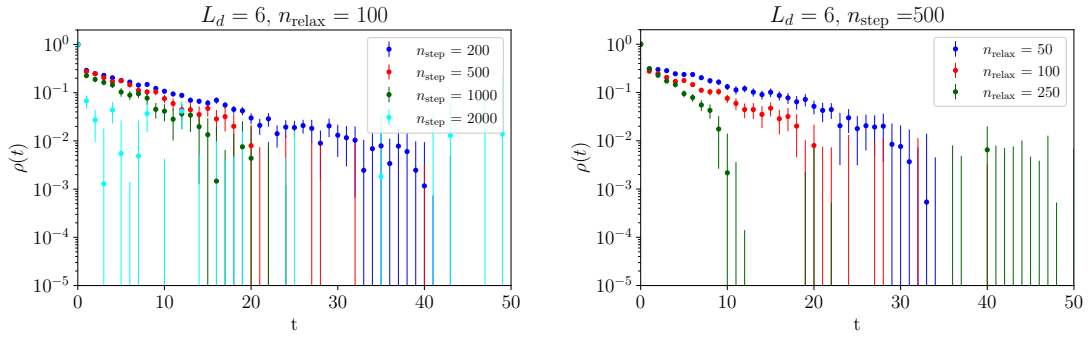 L_d = 6, n_relax = 100
n_step = 200
n_step = 500
n_step = 1000
n_step = 2000
ρ(t)
10^0
10^−1
10^−2
10^−3
10^−4
10^−5
0 10 20 30 40 50
t
L_d = 6, n_step =500
n_relax = 50
n_relax = 100
n_relax = 250
ρ(t)
10^0
10^−1
10^−2
10^−3
10^−4
10^−5
0 10 20 30 40 50
t